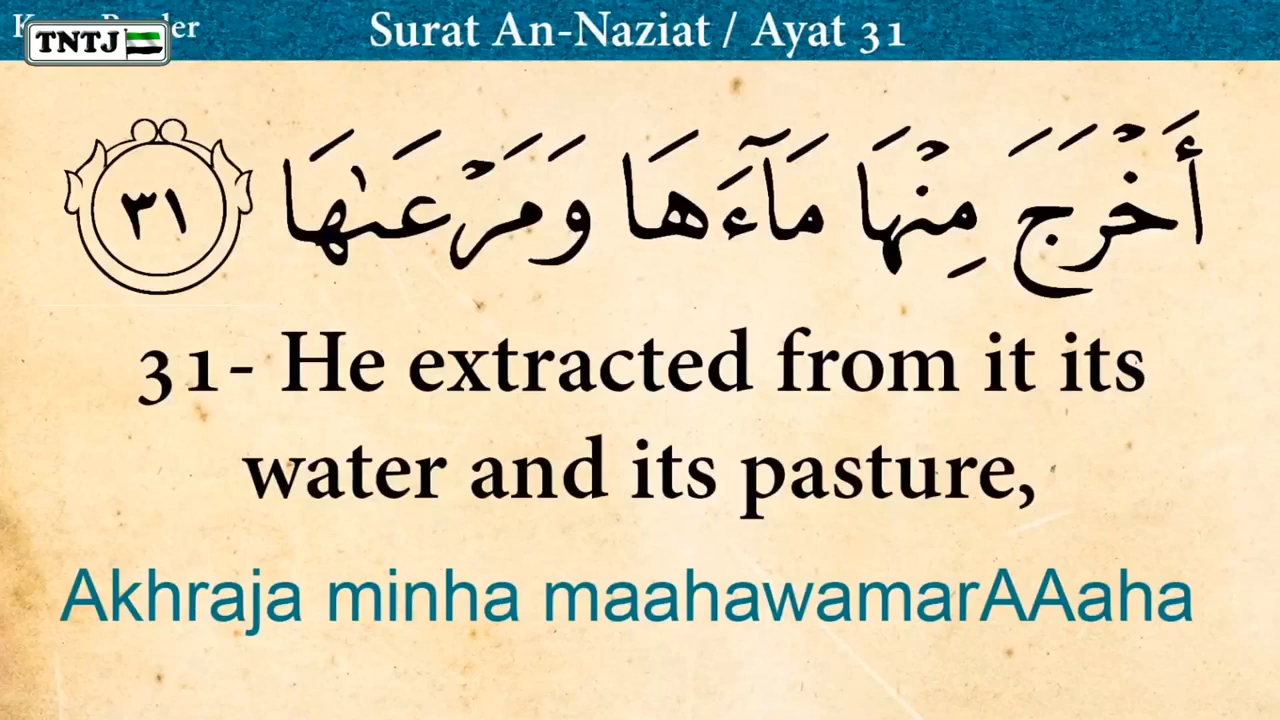 Surat An-Naziat / Ayat 31
TNTJ
أَخْرَجَ مِنْهَا مَآءَهَا وَمَرْعَىٰهَا ٣١
31- He extracted from it its
water and its pasture,
Akhraja minha maahawamarAAaha